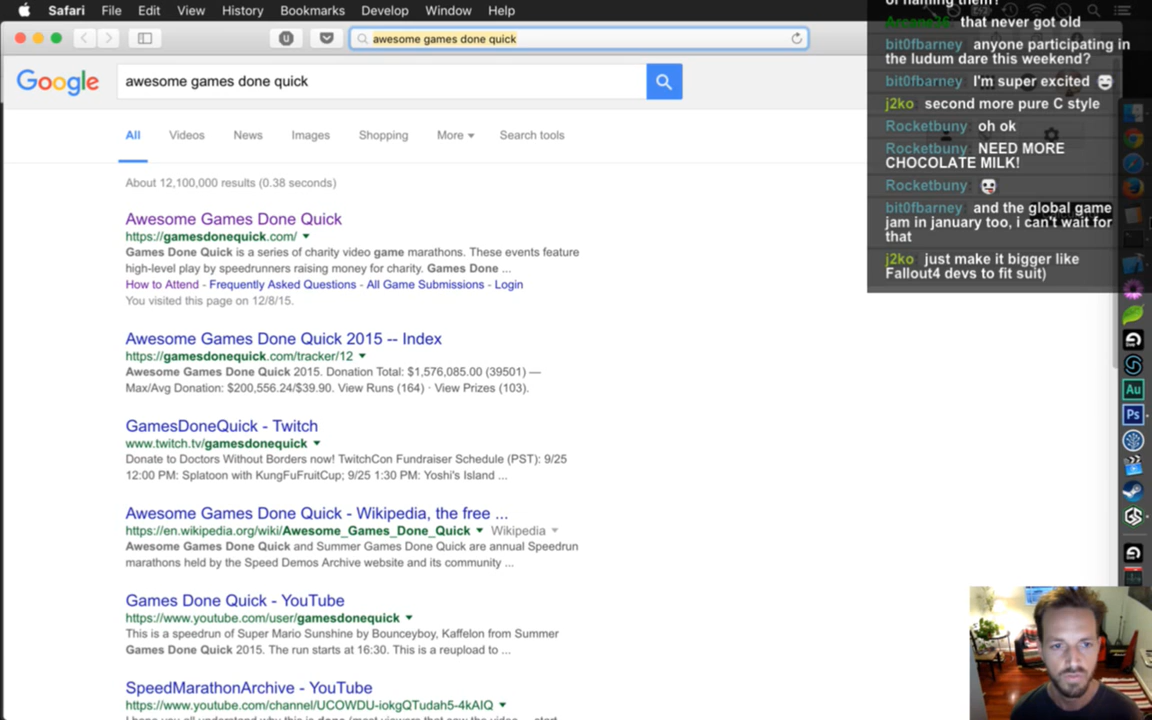 Safari File Edit View History Bookmarks Develop Window Help
awesome games done quick
Google
awesome games done quick
All Videos News Images Shopping More Search tools
About 12,100,000 results (0.38 seconds)
Awesome Games Done Quick
https://gamesdonequick.com/
Games Done Quick is a series of charity video game marathons. These events feature
high-level play by speedrunners raising money for charity. Games Done ...
How to Attend - Frequently Asked Questions - All Game Submissions - Login
You visited this page on 12/8/15.
Awesome Games Done Quick 2015 -- Index
https://gamesdonequick.com/tracker/12
Awesome Games Done Quick 2015. Donation Total: $1,576,085.00 (39501) —
Max/Avg Donation: $200,556.24/$39.90. View Runs (164) · View Prizes (103).
GamesDoneQuick - Twitch
www.twitch.tv/gamesdonequick
Donate to Doctors Without Borders now! TwitchCon Fundraiser Schedule (PST): 9/25
12:00 PM: Splatoon with KungFuFruitCup; 9/25 1:30 PM: Yoshi's Island ...
Awesome Games Done Quick - Wikipedia, the free ...
https://en.wikipedia.org/wiki/Awesome_Games_Done_Quick Wikipedia
Awesome Games Done Quick and Summer Games Done Quick are annual Speedrun
marathons held by the Speed Demos Archive website and its community ...
Games Done Quick - YouTube
https://www.youtube.com/user/gamesdonequick
This is a speedrun of Super Mario Sunshine by Bounceyboy, Kaffelon from Summer
Games Done Quick 2015. The run starts at 16:30. This is a reupload to ...
SpeedMarathonArchive - YouTube
https://www.youtube.com/channel/UCOWDU-iokgQTudah5-4kAIQ
of naming them?
that never got old
bit0fbarney anyone participating in
the ludum dare this weekend?
bit0fbarney I'm super excited
j2ko second more pure C style
Rocketbuny oh ok
Rocketbuny NEED MORE
CHOCOLATE MILK!
Rocketbuny
bit0fbarney and the global game
jam in january too, i can't wait for
that
j2ko just make it bigger like
Fallout4 devs to fit suit)
Au
Ps